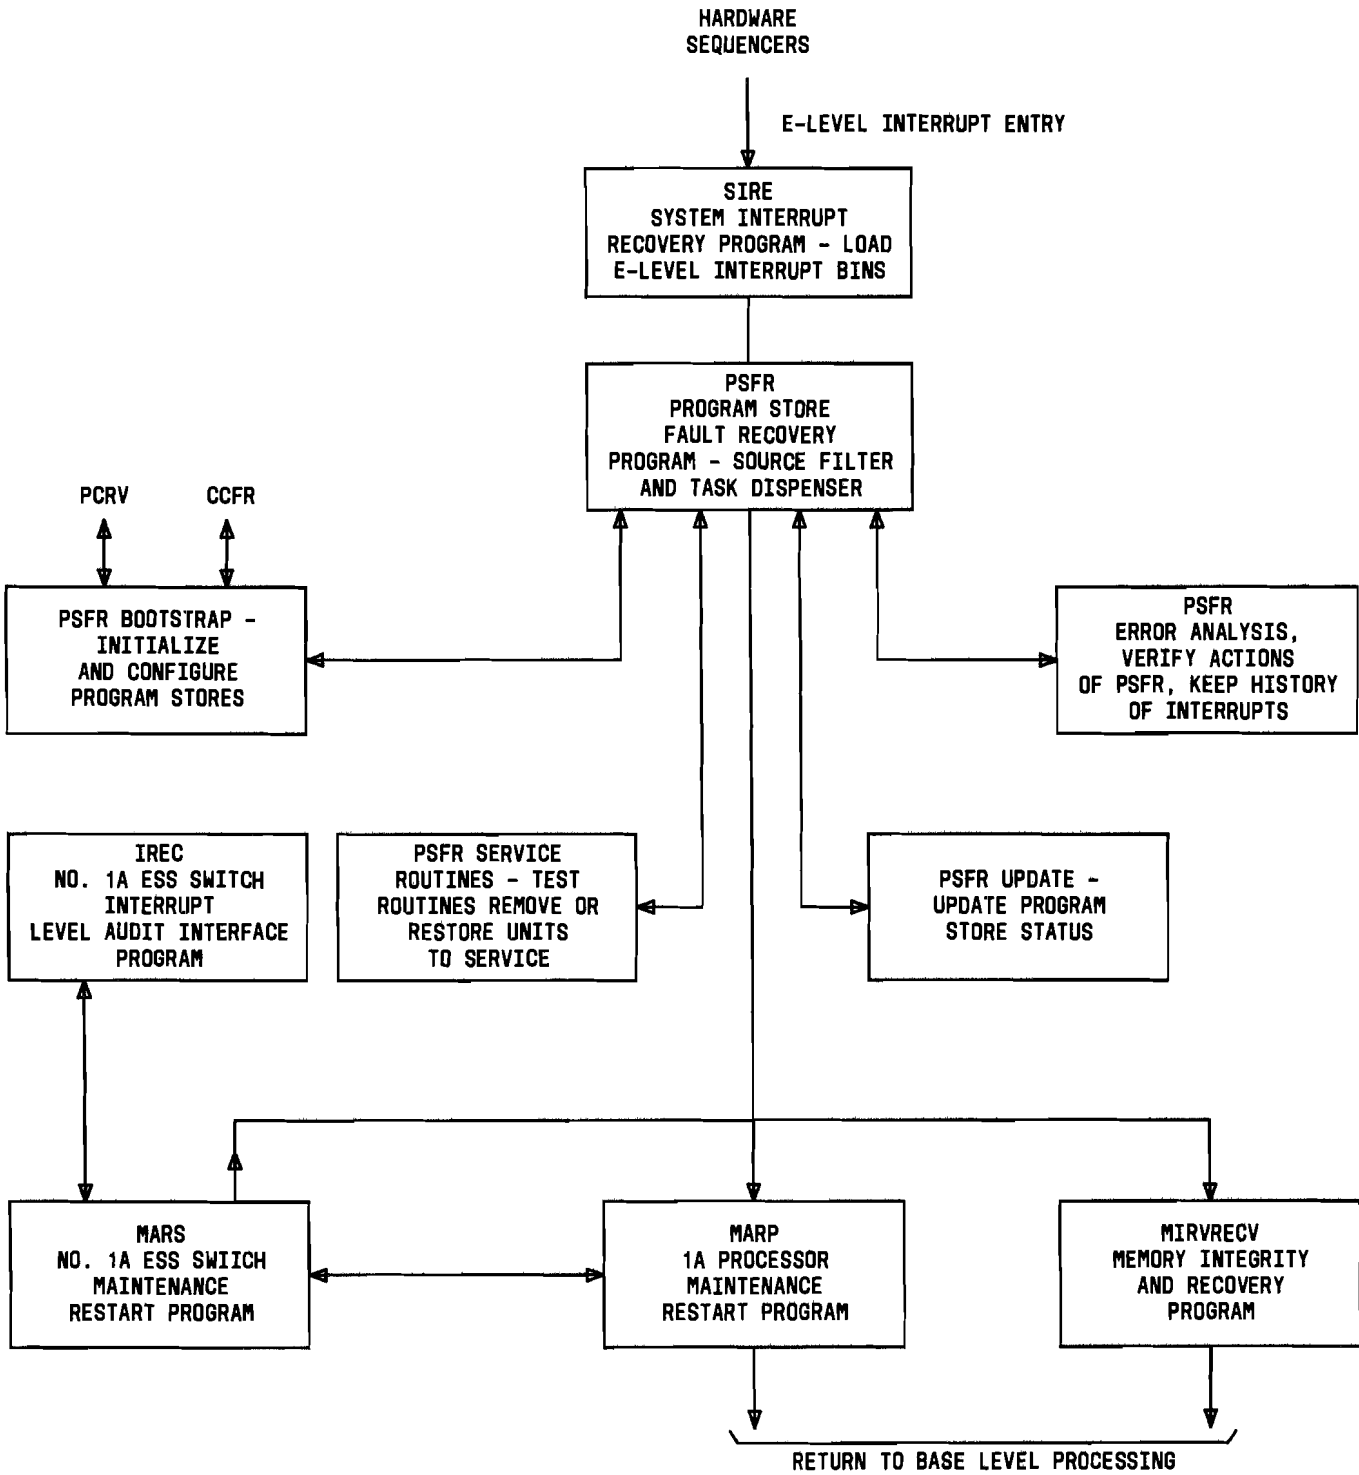 HARDWARE
SEQUENCERS
E-LEVEL INTERRUPT ENTRY
SIRE
SYSTEM INTERRUPT
RECOVERY PROGRAM - LOAD
E-LEVEL INTERRUPT BINS
PSFR
PROGRAM STORE
FAULT RECOVERY
PROGRAM - SOURCE FILTER
AND TASK DISPENSER
PCRV
CCFR
PSFR BOOTSTRAP -
INITIALIZE
AND CONFIGURE
PROGRAM STORES
PSFR
ERROR ANALYSIS,
VERIFY ACTIONS
OF PSFR, KEEP HISTORY
OF INTERRUPTS
IREC
NO. 1A ESS SWITCH
INTERRUPT
LEVEL AUDIT INTERFACE
PROGRAM
PSFR SERVICE
ROUTINES - TEST
ROUTINES REMOVE OR
RESTORE UNITS
TO SERVICE
PSFR UPDATE -
UPDATE PROGRAM
STORE STATUS
MARS
NO. 1A ESS SWIICH
MAINTENANCE
RESTART PROGRAM
MARP
1A PROCESSOR
MAINTENANCE
RESTART PROGRAM
MIRVRECV
MEMORY INTEGRITY
AND RECOVERY
PROGRAM
RETURN TO BASE LEVEL PROCESSING